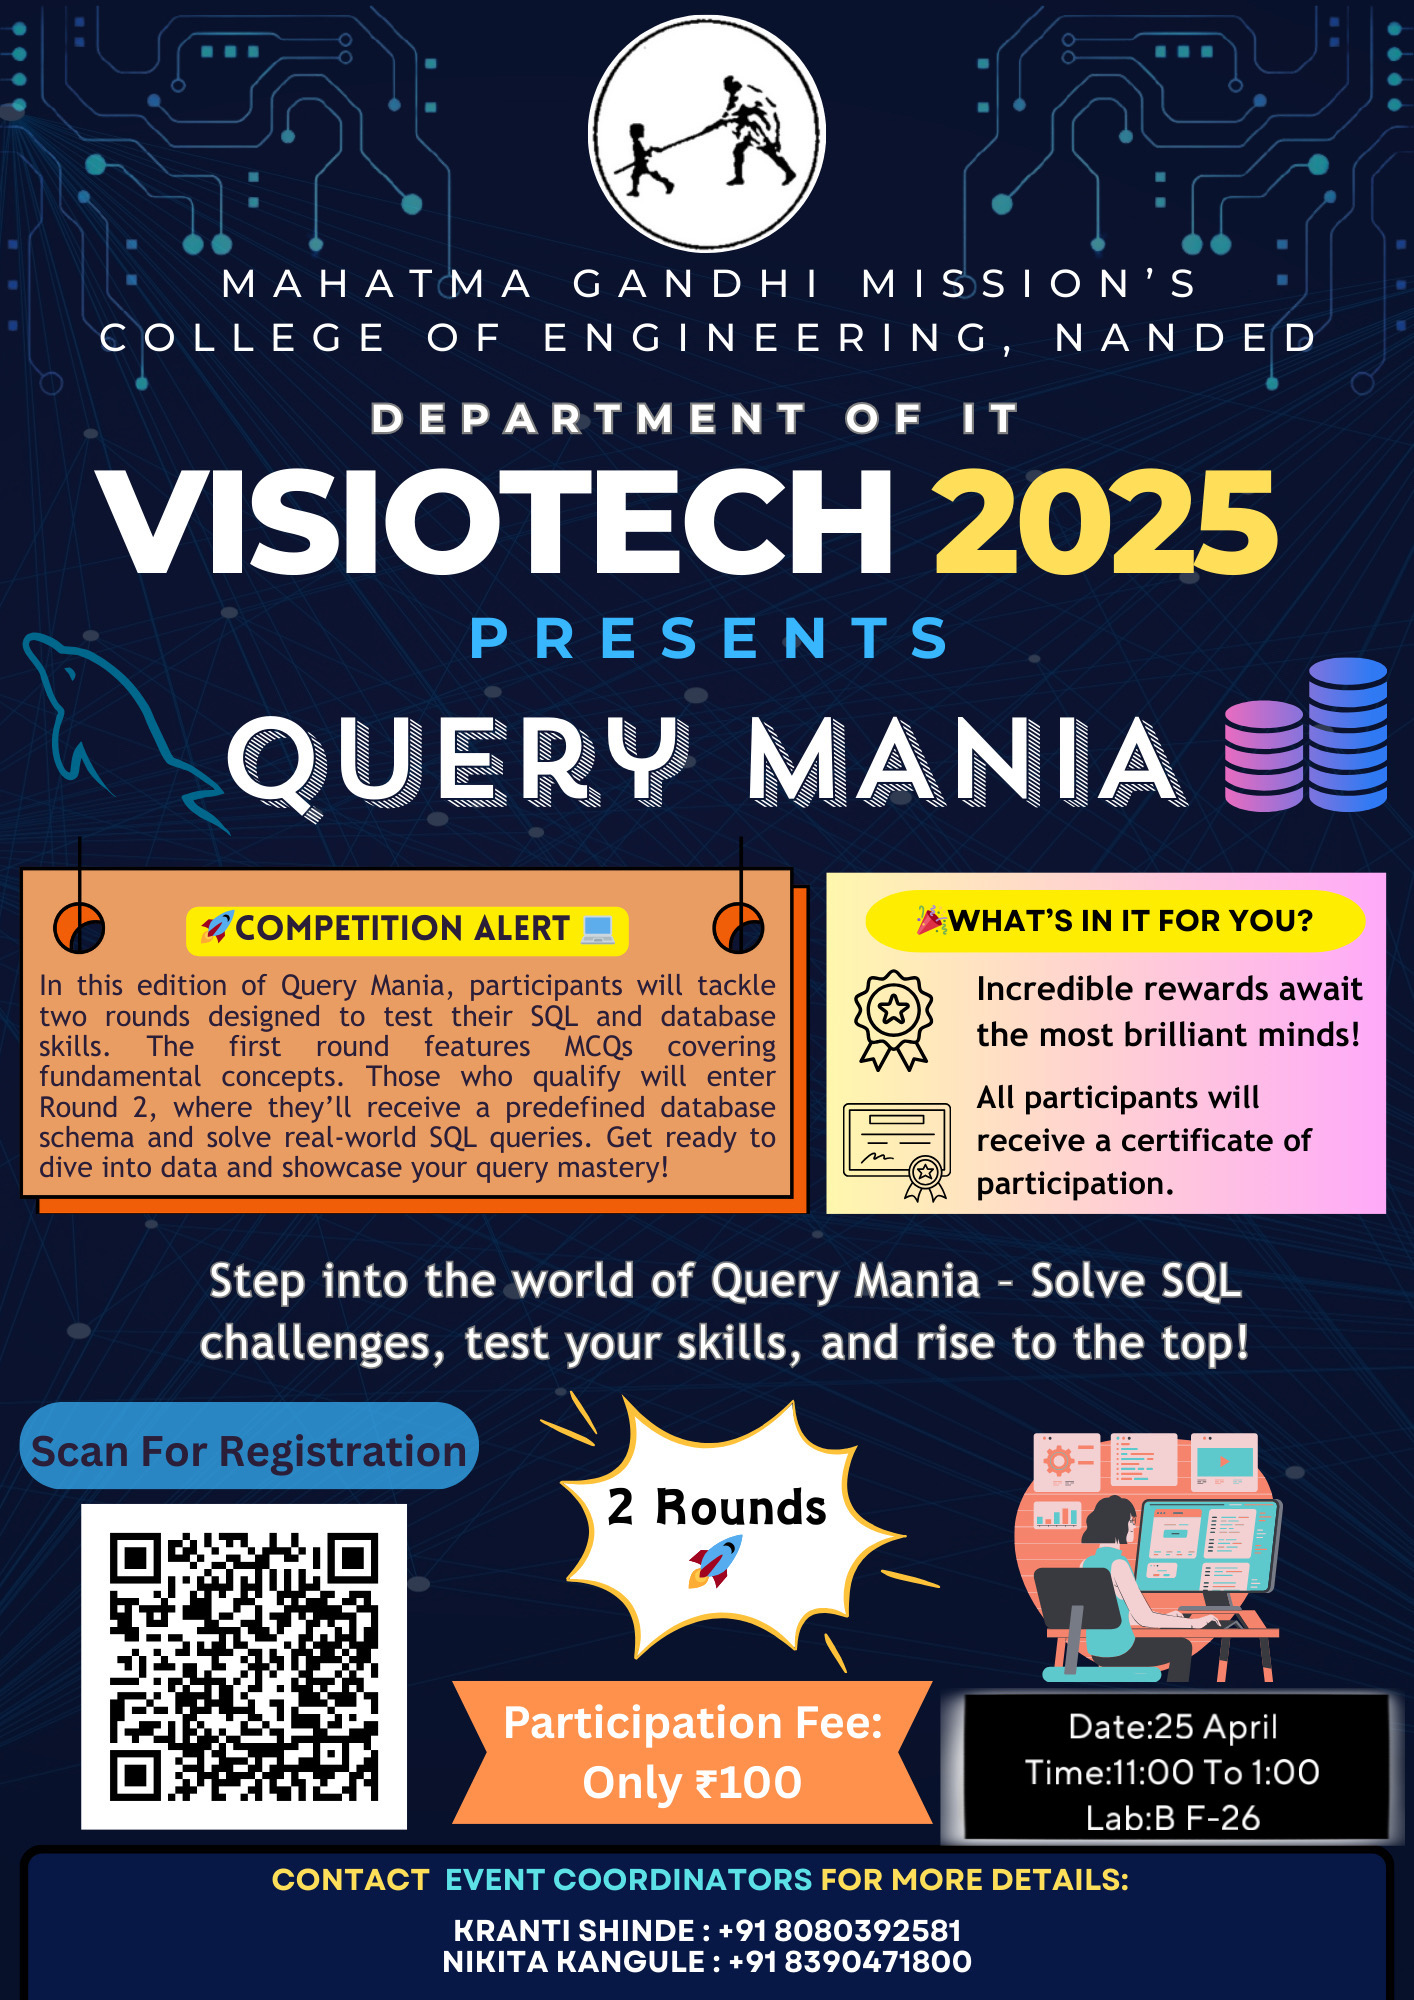 MAHATMA GANDHI MISSION'S
COLLEGE OF ENGINEERING, NANDED
DEPARTMENT OF IT
VISIOTECH 2025
PRESENTS
QUERY MANIA
🚀COMPETITION ALERT 💻
In this edition of Query Mania, participants will tackle
two rounds designed to test their SQL and database
skills. The first round features MCQs covering
fundamental concepts. Those who qualify will enter
Round 2, where they'll receive a predefined database
schema and solve real-world SQL queries. Get ready to
dive into data and showcase your query mastery!
🎉WHAT'S IN IT FOR YOU?
Incredible rewards await
the most brilliant minds!
All participants will
receive a certificate of
participation.
Step into the world of Query Mania – Solve SQL
challenges, test your skills, and rise to the top!
Scan For Registration
2 Rounds
🚀
Participation Fee:
Only ₹100
Date:25 April
Time:11:00 To 1:00
Lab:B F-26
CONTACT EVENT COORDINATORS FOR MORE DETAILS:
KRANTI SHINDE : +91 8080392581
NIKITA KANGULE : +91 8390471800